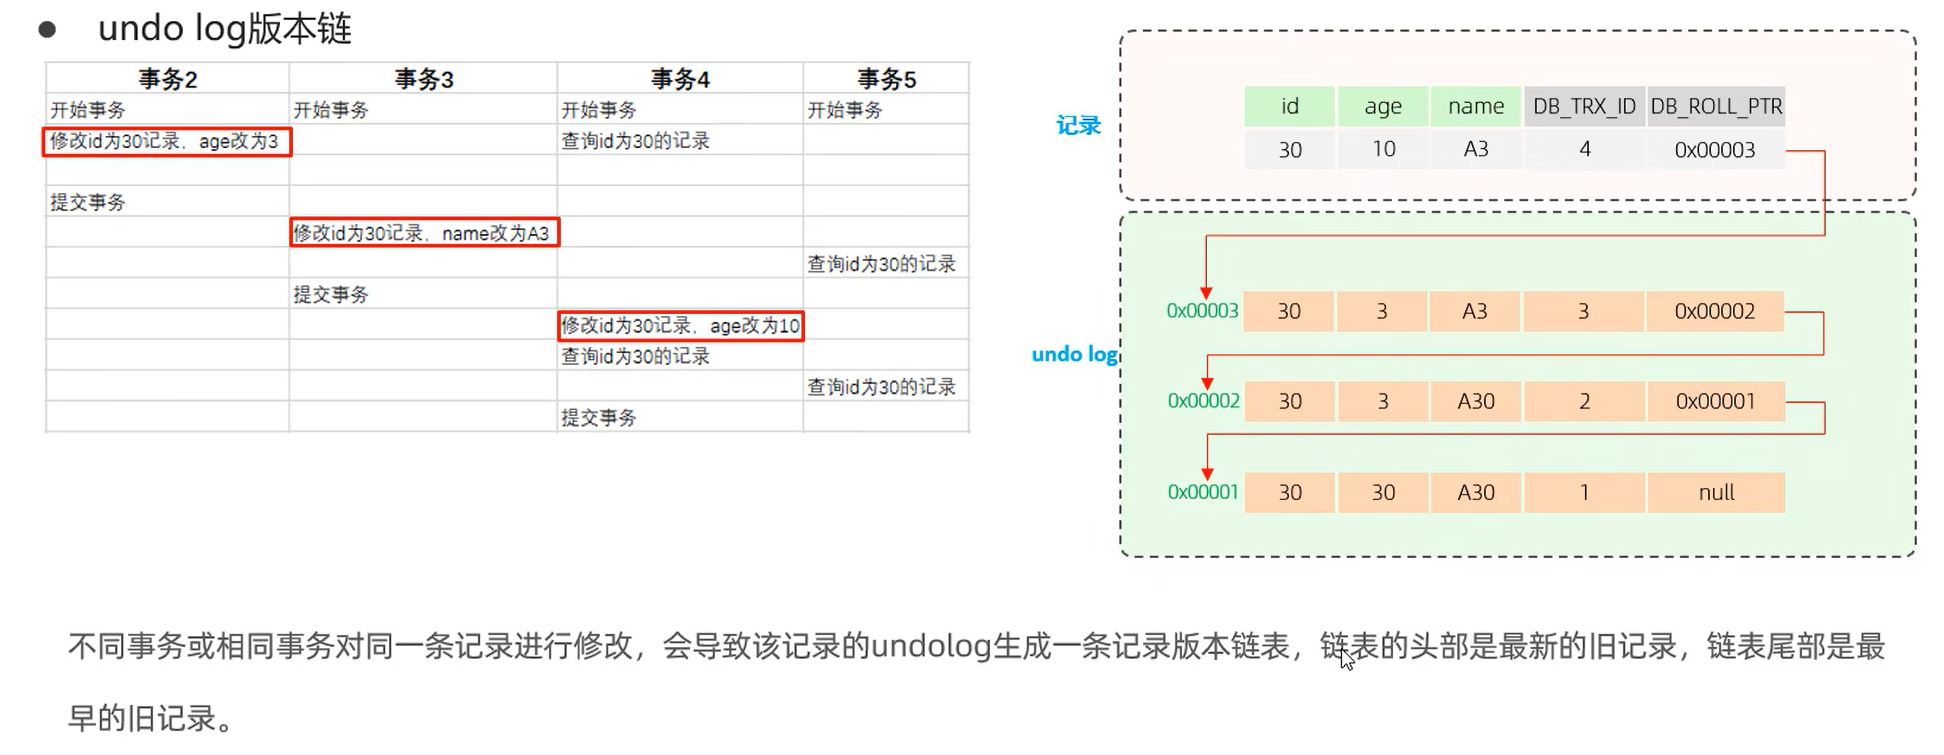 ● undo log版本链
事务2 事务3 事务4 事务5
开始事务 开始事务 开始事务 开始事务
修改id为30记录，age改为3 查询id为30的记录
提交事务
修改id为30记录，name改为A3
查询id为30的记录
提交事务
修改id为30记录，age改为10
查询id为30的记录
查询id为30的记录
提交事务
记录
id age name DB_TRX_ID DB_ROLL_PTR
30 10 A3 4 0x00003
undo log
0x00003 30 3 A3 3 0x00002
0x00002 30 3 A30 2 0x00001
0x00001 30 30 A30 1 null
不同事务或相同事务对同一条记录进行修改，会导致该记录的undolog生成一条记录版本链表，链表的头部是最新的旧记录，链表尾部是最
早的旧记录。